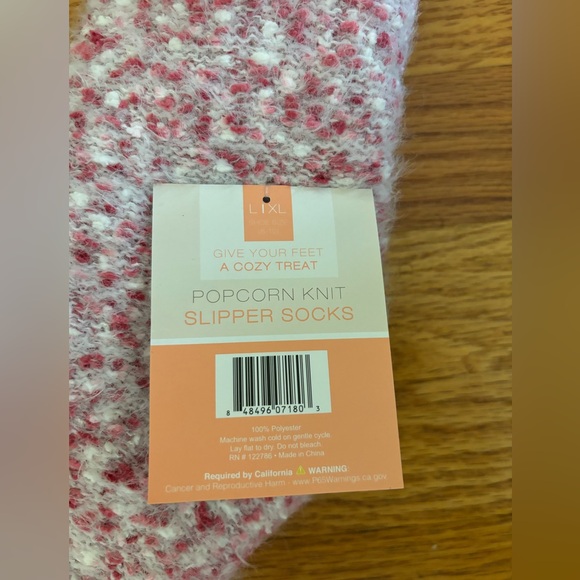 L | XL
GIVE YOUR FEET
A COZY TREAT
POPCORN KNIT
SLIPPER SOCKS
8 48496 07180 3
100% Polyester
Machine wash cold on gentle cycle.
Lay flat to dry. Do not bleach.
RN # 122786 • Made in China
Required by California ⚠ WARNING
Cancer and Reproductive Harm - www.P65Warnings.ca.gov